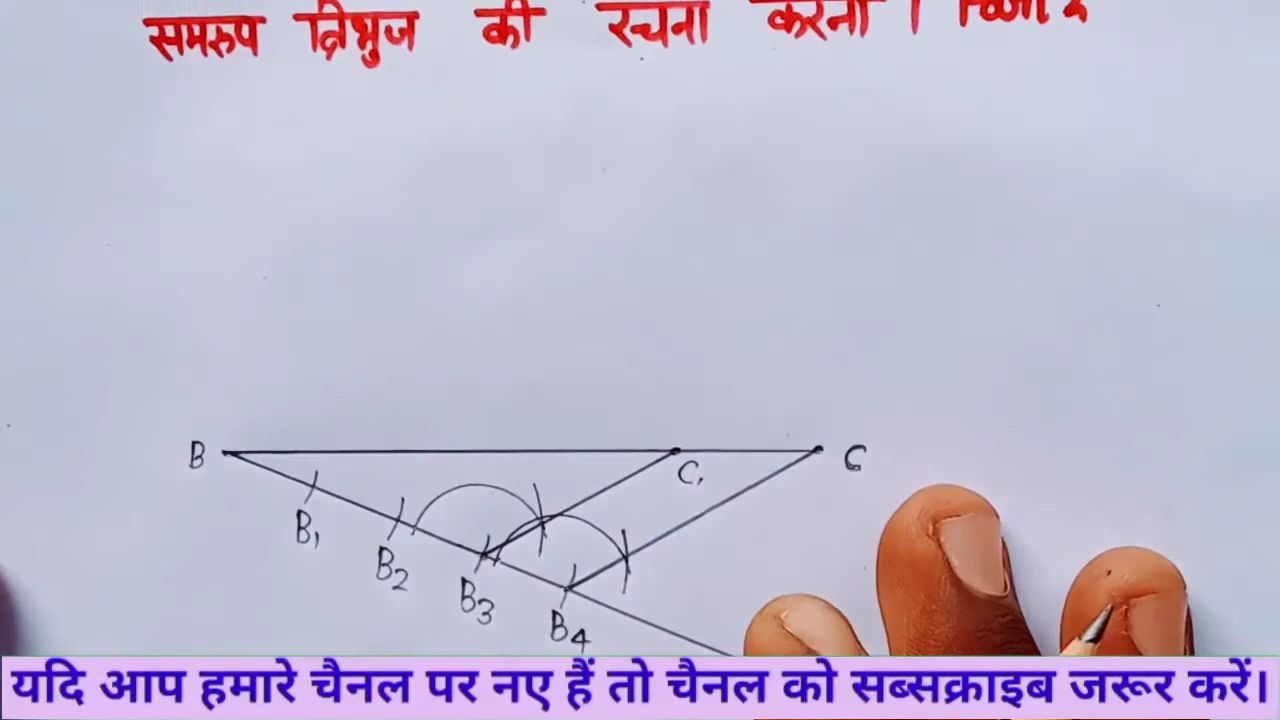 समरुप त्रिभुज की रचना करना ।
B C₁ C
B₁
B₂
B₃
B₄
यदि आप हमारे चैनल पर नए हैं तो चैनल को सब्सक्राइब जरूर करें।